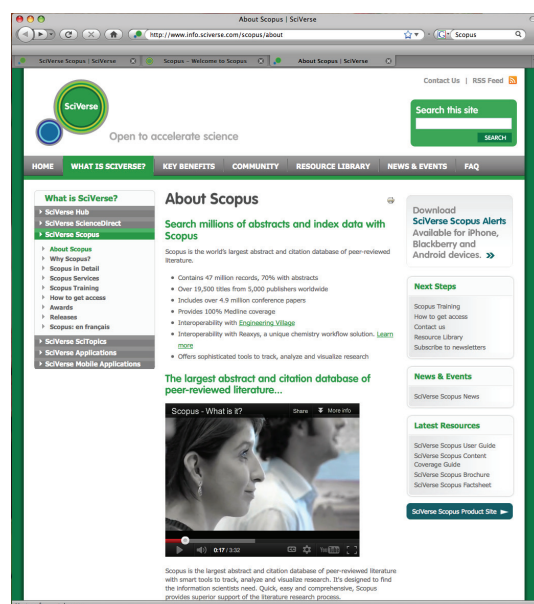 About Scopus | SciVerse
http://www.info.sciverse.com/scopus/about
Scopus
SciVerse Scopus | SciVerse
Scopus – Welcome to Scopus
About Scopus | SciVerse
Contact Us | RSS Feed
SciVerse
Open to accelerate science
Search this site
SEARCH
HOME
WHAT IS SCIVERSE?
KEY BENEFITS
COMMUNITY
RESOURCE LIBRARY
NEWS & EVENTS
FAQ
What is SciVerse?
SciVerse Hub
SciVerse ScienceDirect
SciVerse Scopus
About Scopus
Why Scopus?
Scopus in Detail
Scopus Services
Scopus Training
How to get access
Awards
Releases
Scopus: en français
SciVerse SciTopics
SciVerse Applications
SciVerse Mobile Applications
About Scopus
Search millions of abstracts and index data with
Scopus
Scopus is the world's largest abstract and citation database of peer-reviewed
literature.
Contains 47 million records, 70% with abstracts
Over 19,500 titles from 5,000 publishers worldwide
Includes over 4.9 million conference papers
Provides 100% Medline coverage
Interoperability with Engineering Village
Interoperability with Reaxys, a unique chemistry workflow solution. Learn
more
Offers sophisticated tools to track, analyze and visualize research
The largest abstract and citation database of
peer-reviewed literature...
Scopus - What is it?
Share
More info
0:17 / 3:32
CC
YouTube
Scopus is the largest abstract and citation database of peer-reviewed literature
with smart tools to track, analyze and visualize research. It's designed to find
the information scientists need. Quick, easy and comprehensive, Scopus
provides superior support of the literature research process.
Download
SciVerse Scopus Alerts
Available for iPhone,
Blackberry and
Android devices. »
Next Steps
Scopus Training
How to get access
Contact us
Resource Library
Subscribe to newsletters
News & Events
SciVerse Scopus News
Latest Resources
SciVerse Scopus User Guide
SciVerse Scopus Content
Coverage Guide
SciVerse Scopus Brochure
SciVerse Scopus Factsheet
SciVerse Scopus Product Site